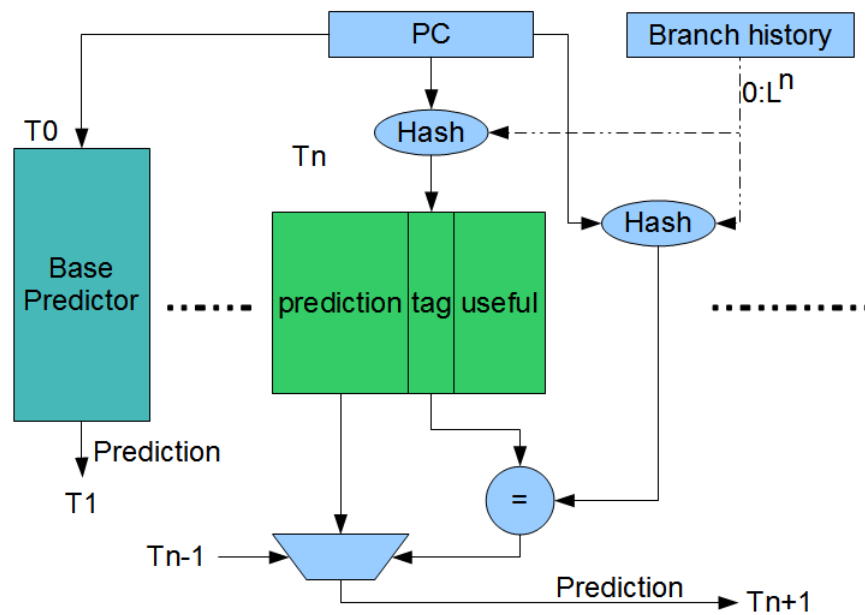 PC
Branch history
0:L^n
T0
Hash
Tn
Hash
Base
Predictor
prediction
tag
useful
Prediction
T1
=
Tn-1
Prediction
Tn+1